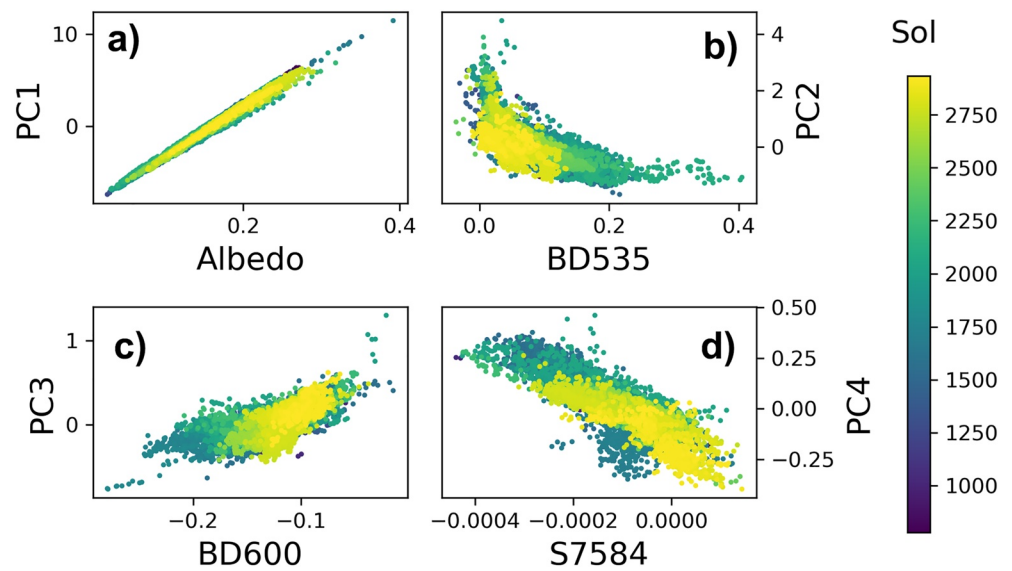 a)
10
0
PC1
0.2
0.4
Albedo
b)
4
2
0
PC2
0.0
0.2
0.4
BD535
c)
1
0
PC3
−0.2
−0.1
BD600
d)
0.50
0.25
0.00
−0.25
PC4
−0.0004
−0.0002
0.0000
S7584
Sol
2750
2500
2250
2000
1750
1500
1250
1000